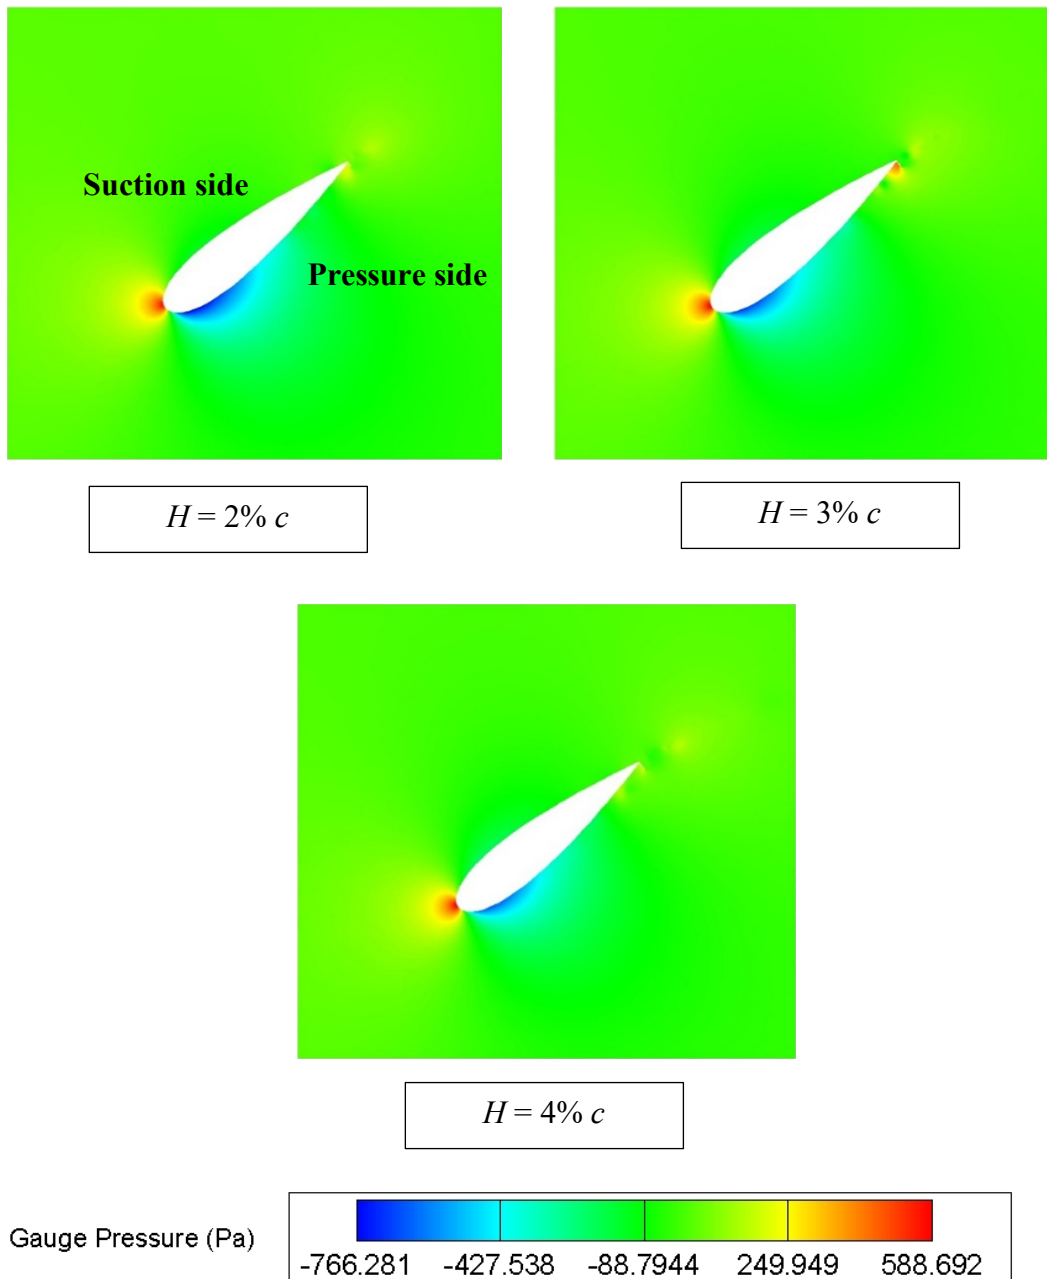 Suction side
Pressure side
H = 2% c
H = 3% c
H = 4% c
Gauge Pressure (Pa)
-766.281 -427.538 -88.7944 249.949 588.692